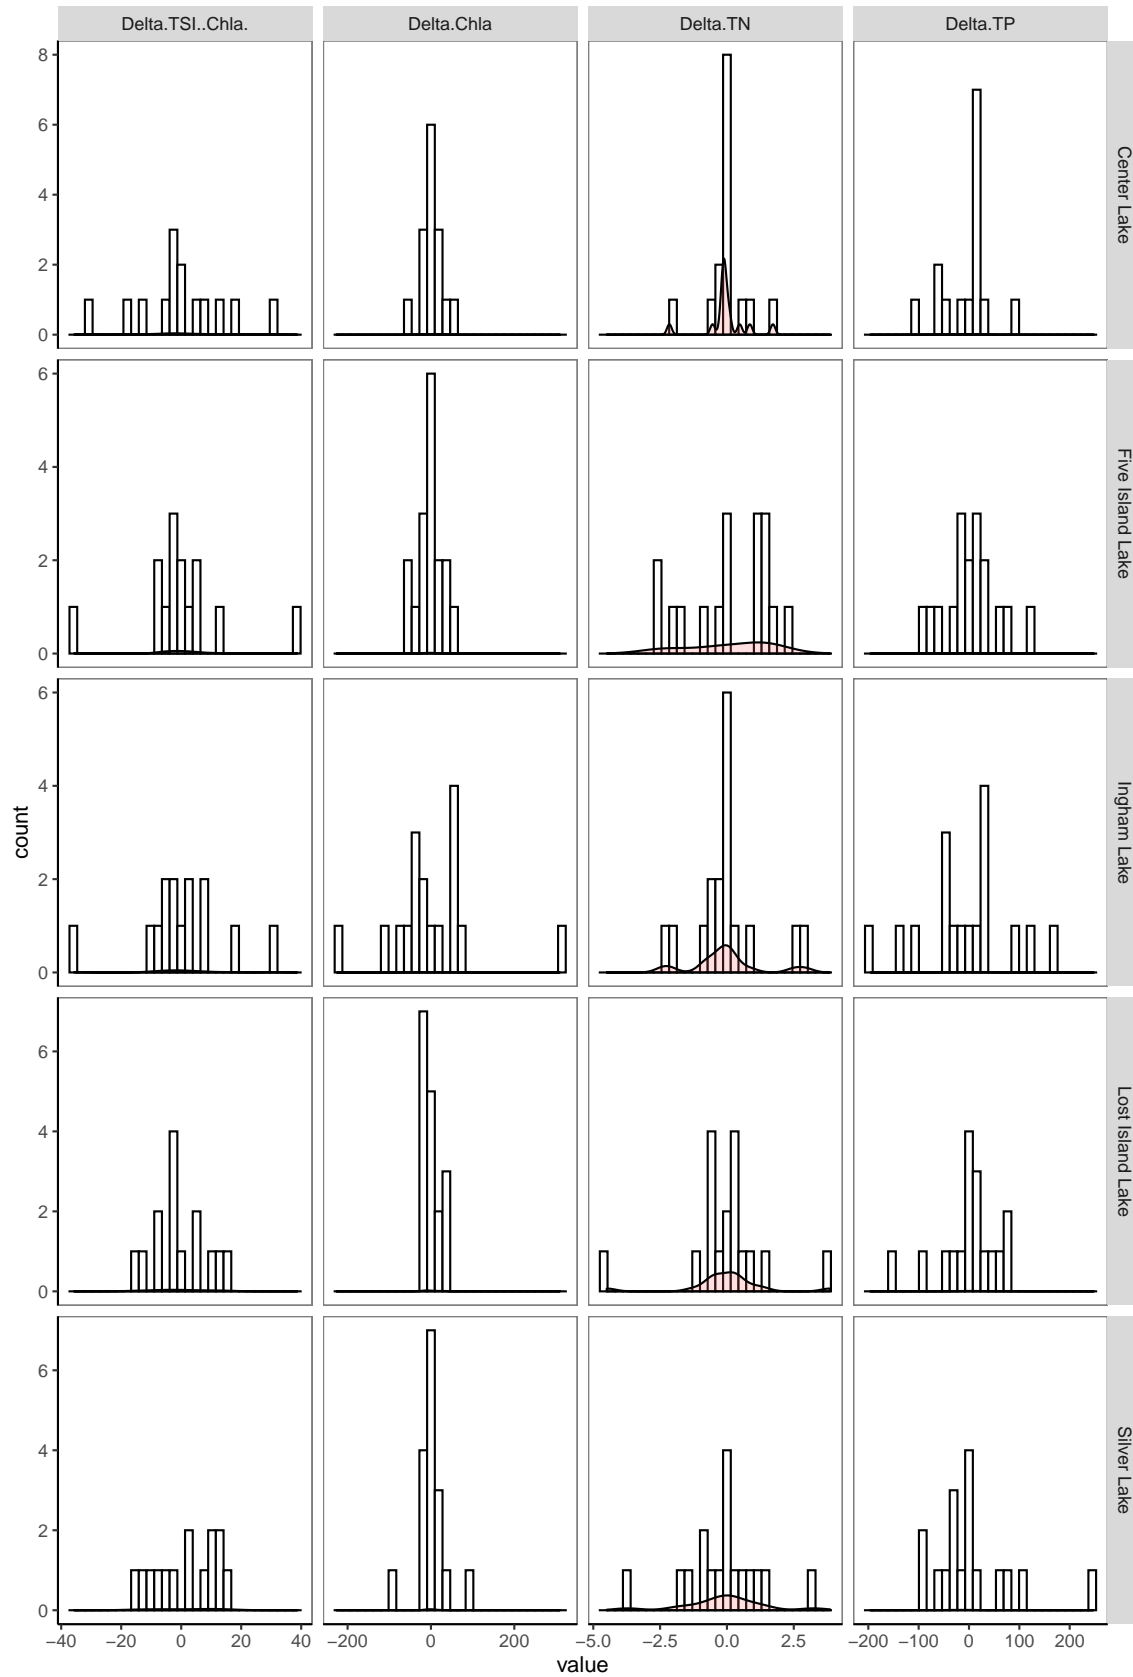 Delta.TSI..Chla. Delta.Chla Delta.TN Delta.TP
8
6
4
2
0
Center Lake
6
4
2
0
Five Island Lake
count
6
4
2
0
Ingham Lake
6
4
2
0
Lost Island Lake
6
4
2
0
Silver Lake
−40 −20 0 20 40 −200 0 200 −5.0 −2.5 0.0 2.5 −200 −100 0 100 200
value